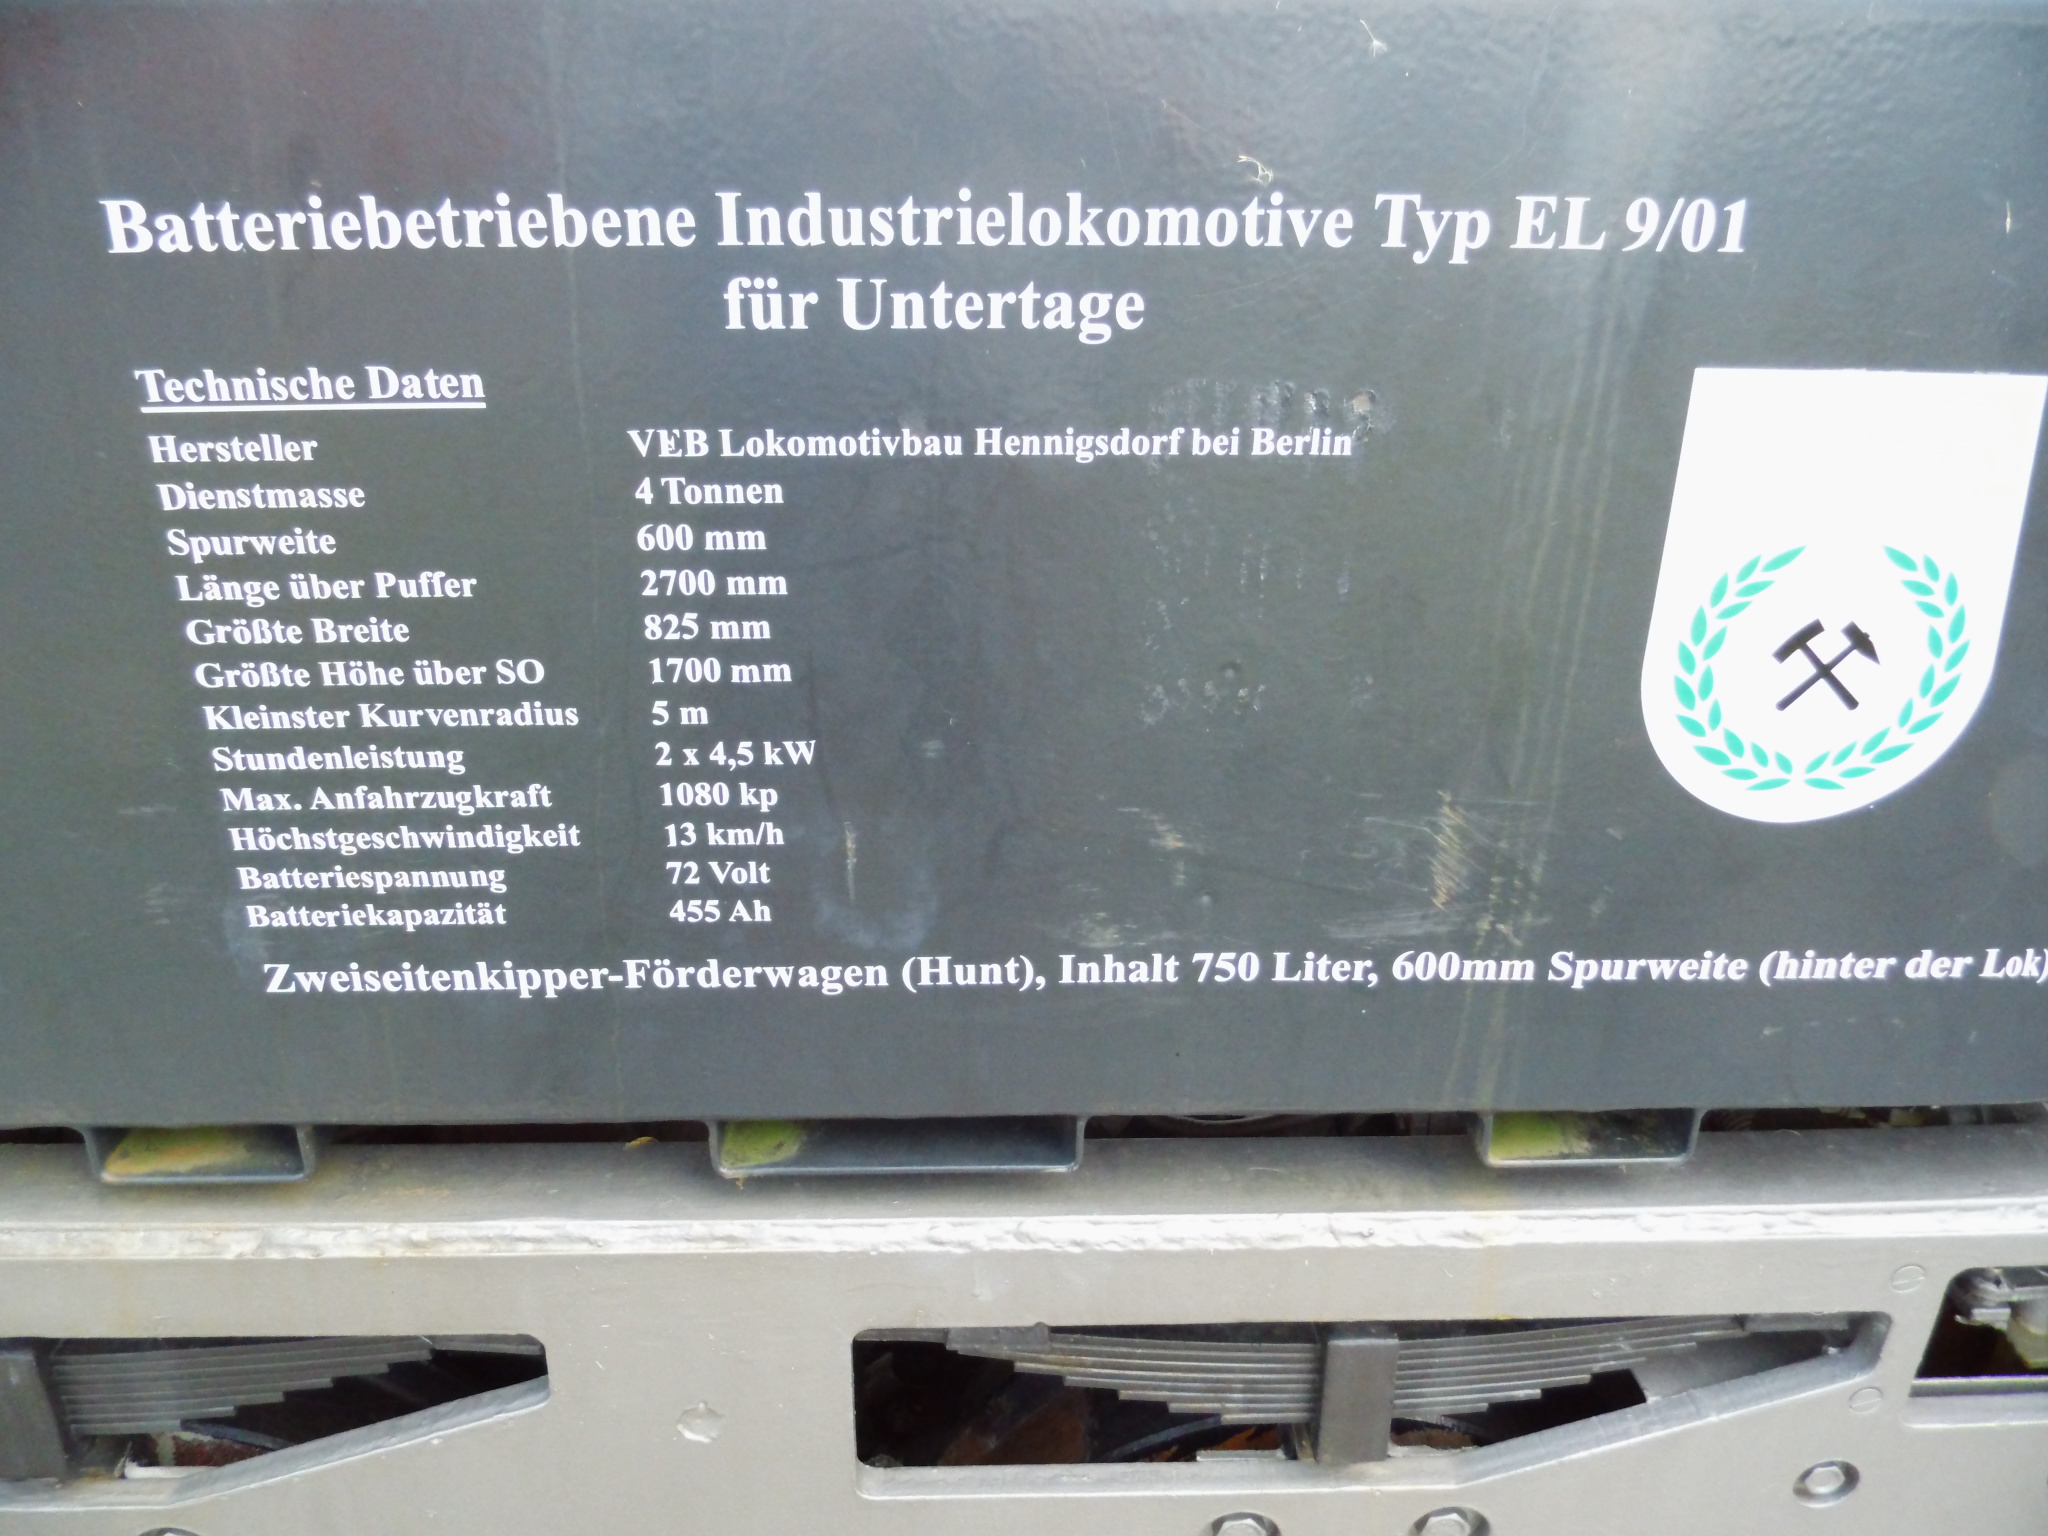 Batteriebetriebene Industrielokomotive Typ EL 9/01
für Untertage
Technische Daten
Hersteller VEB Lokomotivbau Hennigsdorf bei Berlin
Dienstmasse 4 Tonnen
Spurweite 600 mm
Länge über Puffer 2700 mm
Größte Breite 825 mm
Größte Höhe über SO 1700 mm
Kleinster Kurvenradius 5 m
Stundenleistung 2 x 4,5 kW
Max. Anfahrzugkraft 1080 kp
Höchstgeschwindigkeit 13 km/h
Batteriespannung 72 Volt
Batteriekapazität 455 Ah
Zweiseitenkipper-Förderwagen (Hunt), Inhalt 750 Liter, 600mm Spurweite (hinter der Lok)